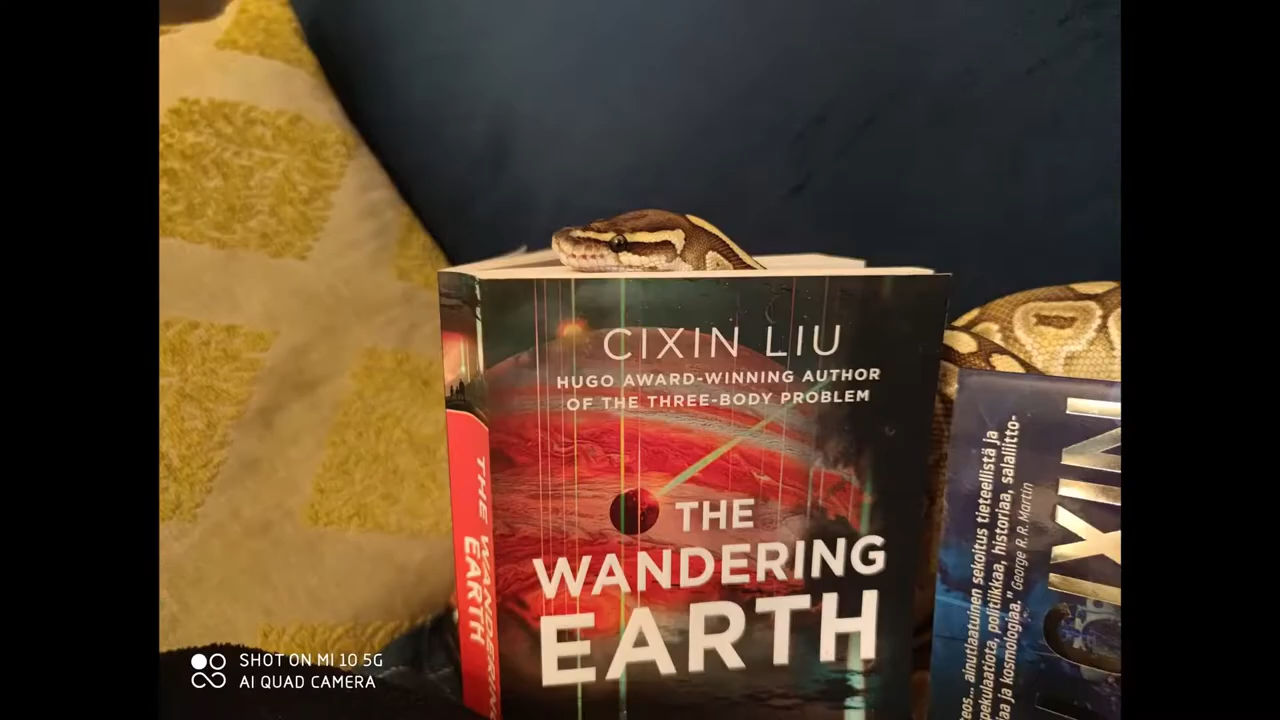 CIXIN LIU
HUGO AWARD-WINNING AUTHOR
OF THE THREE-BODY PROBLEM
THE
WANDERING
EARTH
THE WANDERING
EARTH
ainutlaatuinen sekoitus tieteellistä ja
politiikkaa, historiaa, salaliitto-
ja kosmologiaa." George R. R. Martin
CIXIN
SHOT ON MI 10 5G
AI QUAD CAMERA